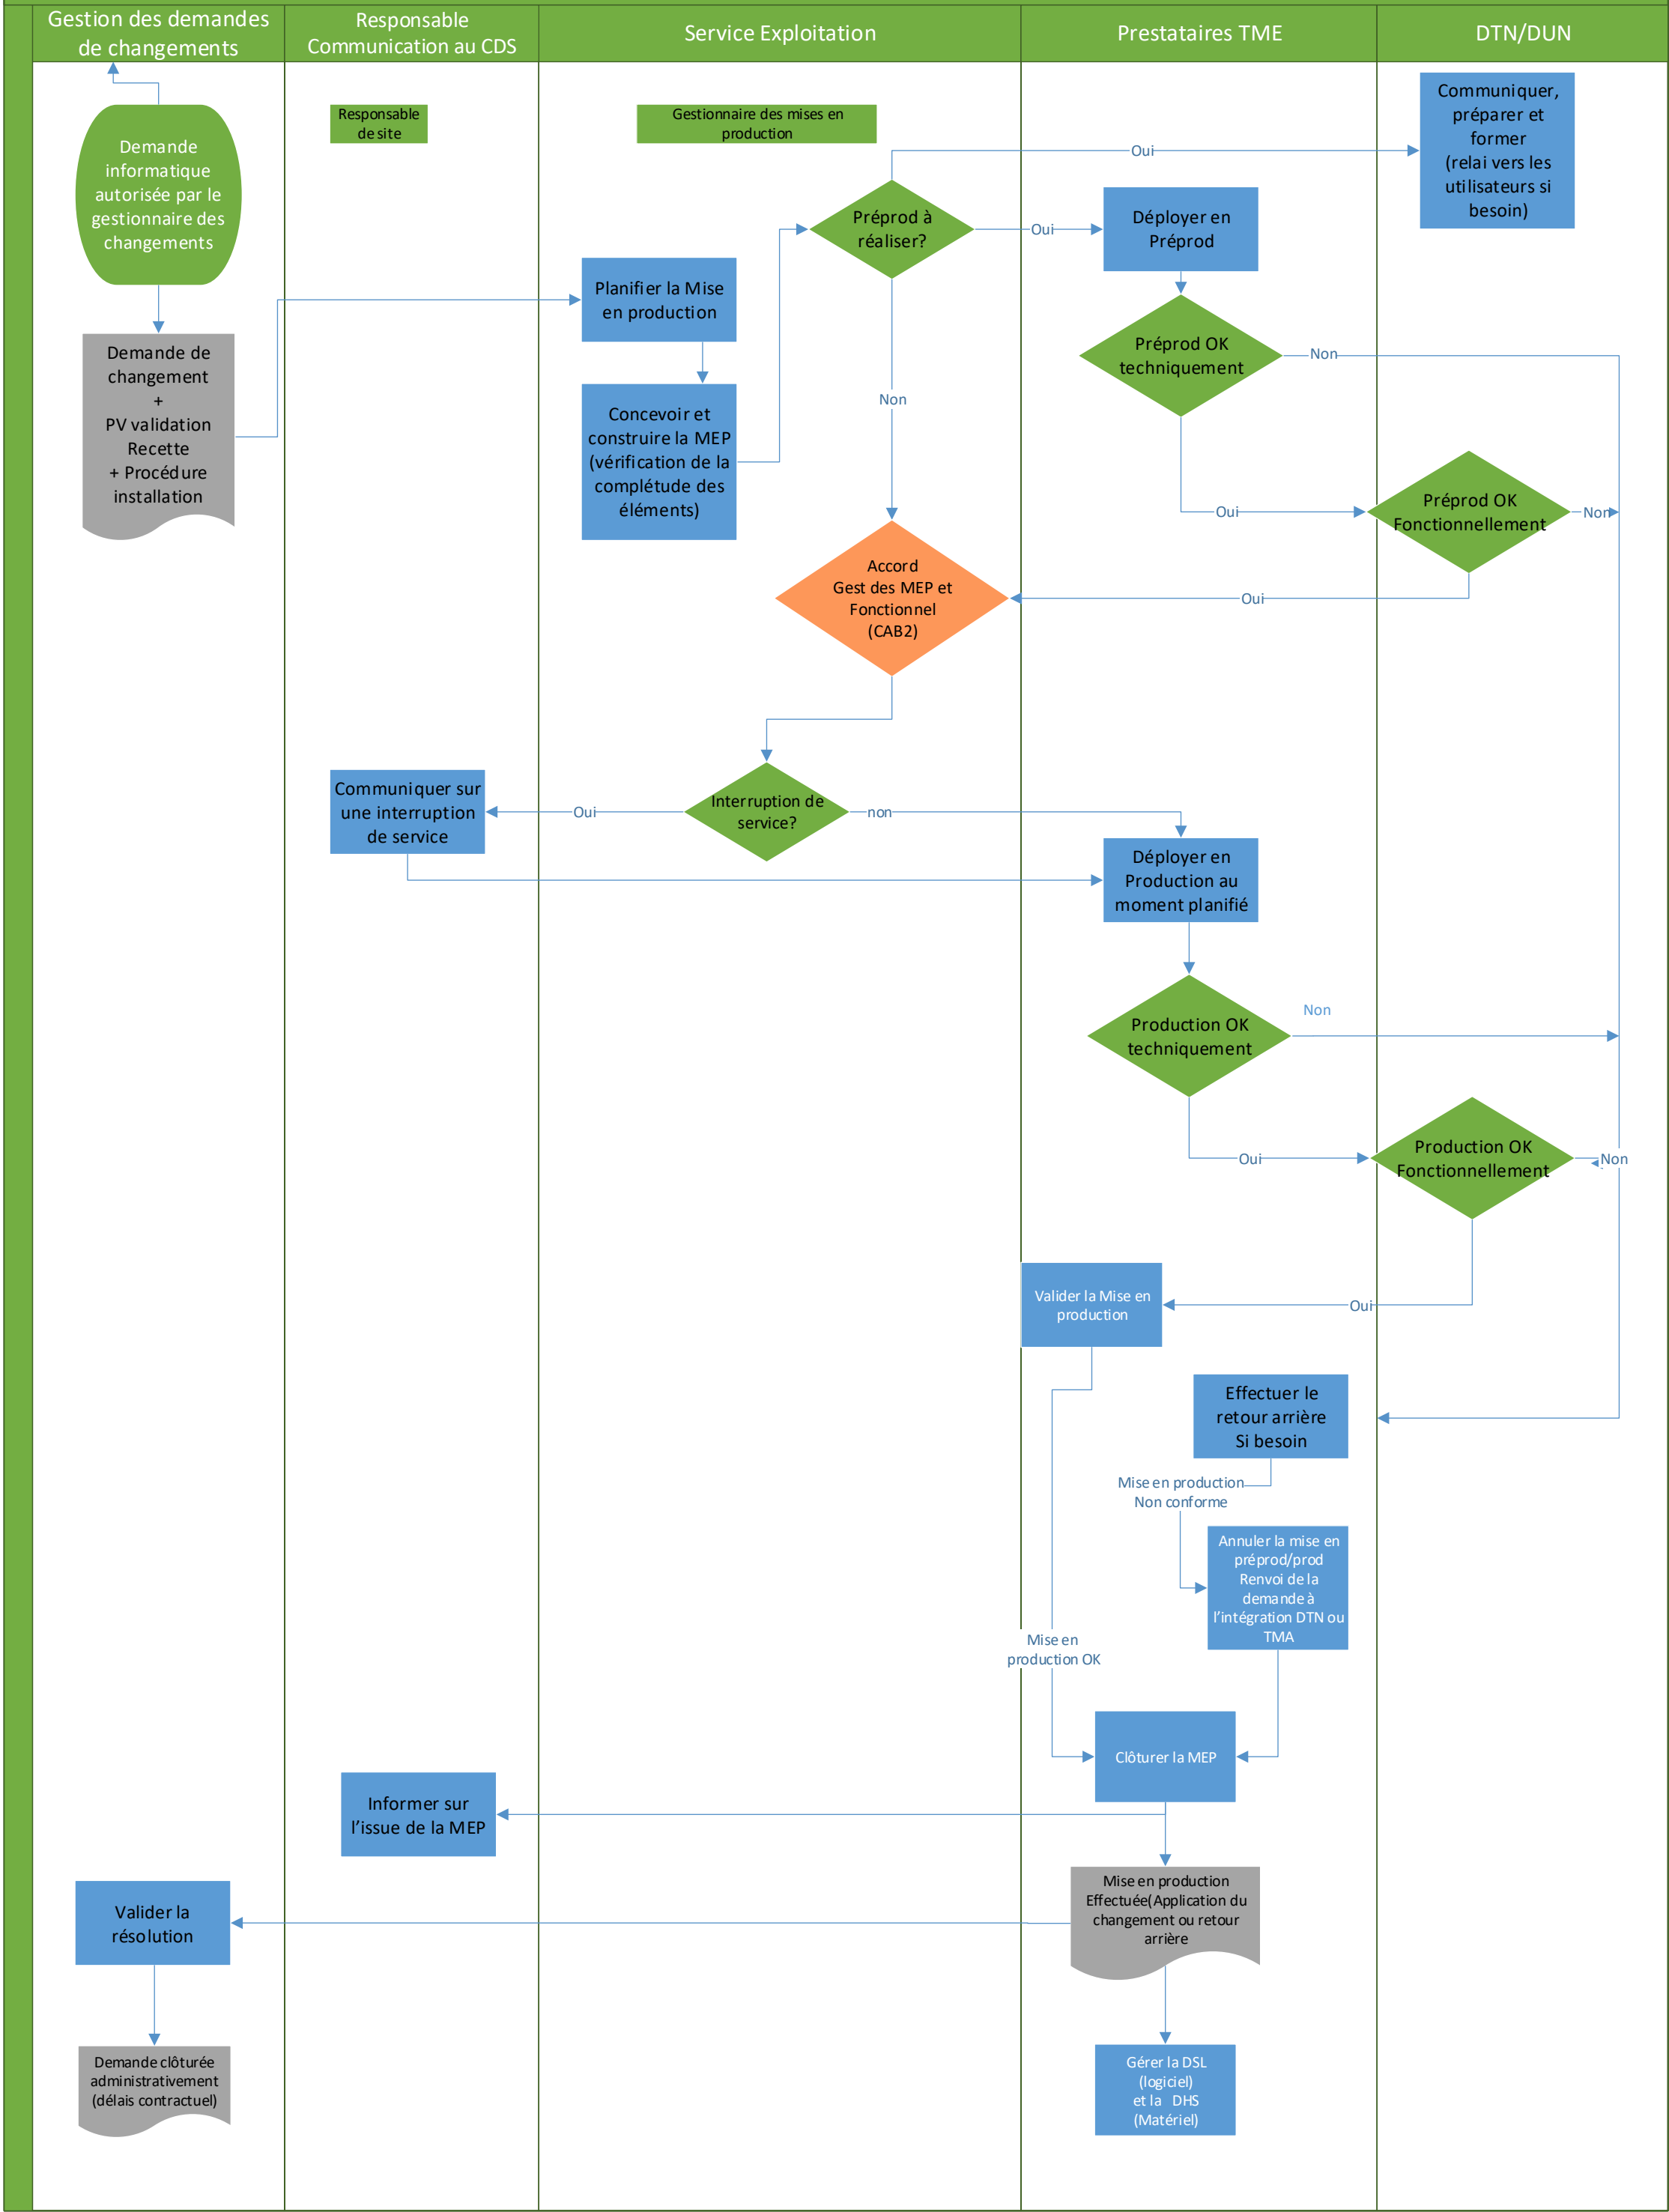 Gestion des demandes
de changements
Responsable
Communication au CDS
Service Exploitation
Prestataires TME
DTN/DUN
Responsable
de site
Gestionnaire des mises en
production
Communiquer,
préparer et
former
(relai vers les
utilisateurs si
besoin)
Demande
informatique
autorisée par le
gestionnaire des
changements
Oui
Préprod à
réaliser?
Oui
Déployer en
Préprod
Planifier la Mise
en production
Demande de
changement
+
PV validation
Recette
+ Procédure
installation
Préprod OK
techniquement
Non
Non
Concevoir et
construire la MEP
(vérification de la
complétude des
éléments)
Oui
Préprod OK
Fonctionnellement
Non
Accord
Gest des MEP et
Fonctionnel
(CAB2)
Oui
Communiquer sur
une interruption
de service
Oui
Interruption de
service?
non
Déployer en
Production au
moment planifié
Non
Production OK
techniquement
Oui
Production OK
Fonctionnellement
Non
Valider la Mise en
production
Oui
Effectuer le
retour arrière
Si besoin
Mise en production
Non conforme
Annuler la mise en
préprod/prod
Renvoi de la
demande à
l’intégration DTN ou
TMA
Mise en
production OK
Clôturer la MEP
Informer sur
l’issue de la MEP
Mise en production
Effectuée(Application du
changement ou retour
arrière
Valider la
résolution
Demande clôturée
administrativement
(délais contractuel)
Gérer la DSL
(logiciel)
et la DHS
(Matériel)